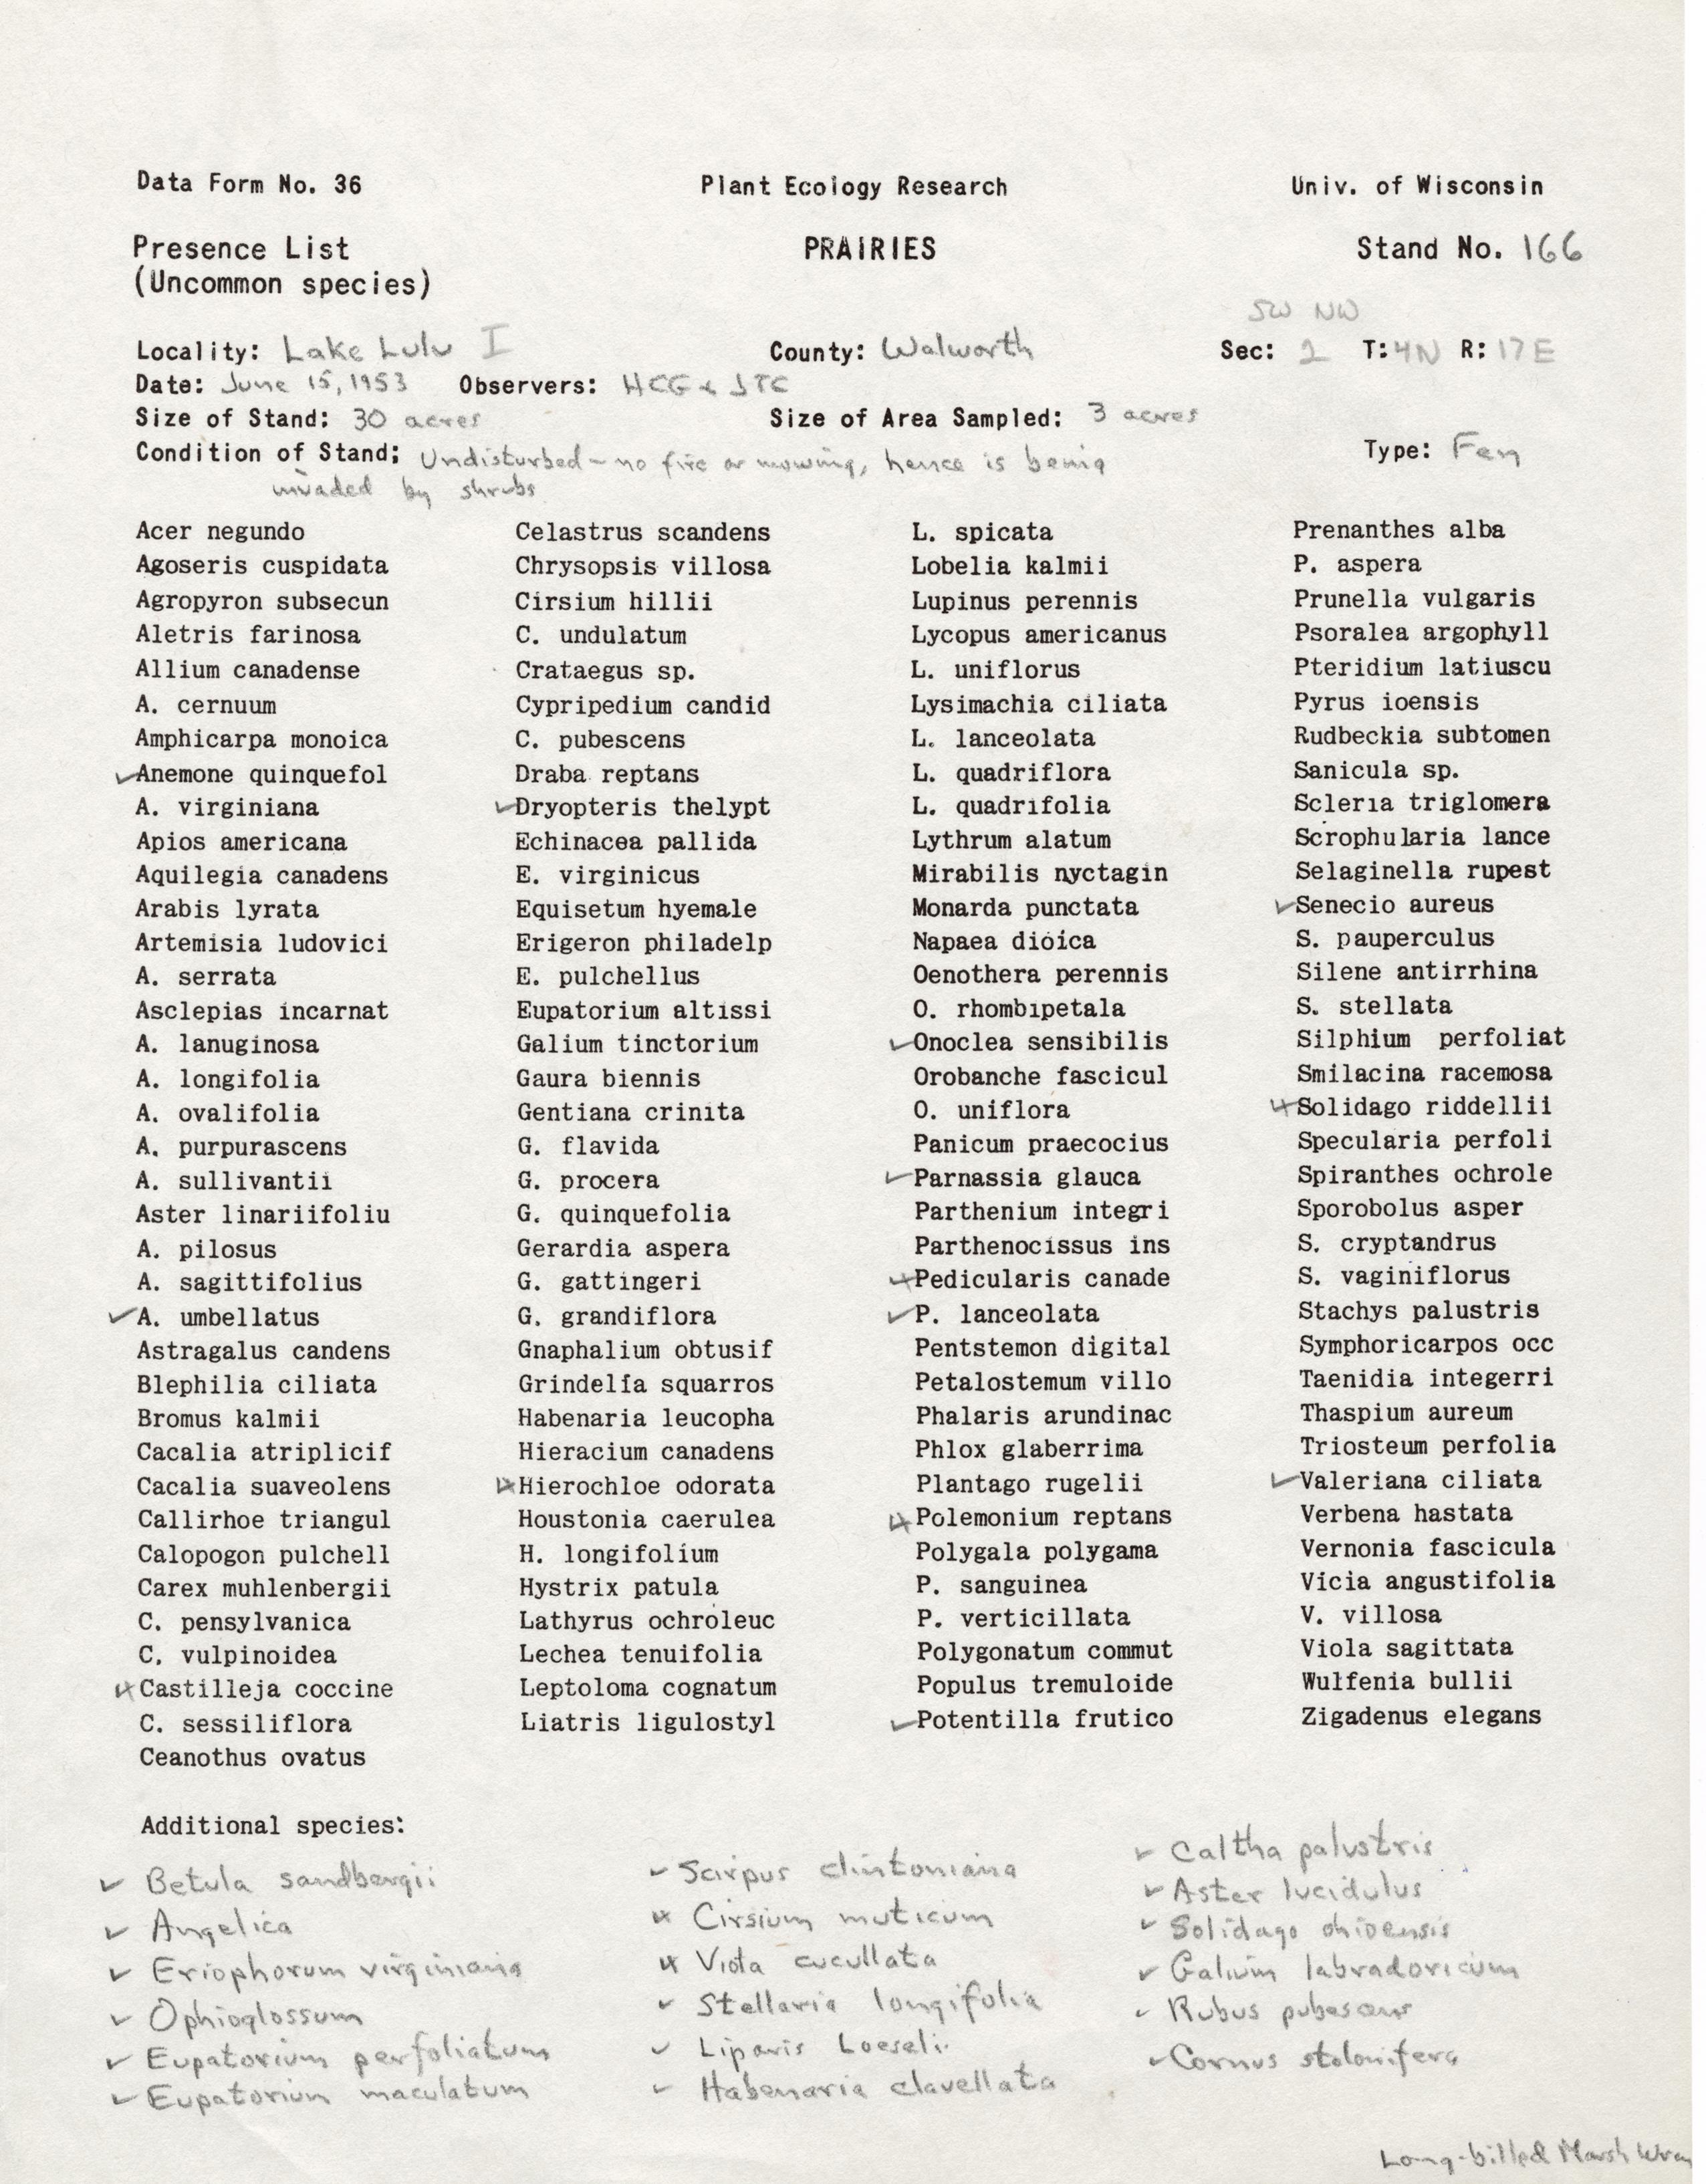 Data Form No. 36 Plant Ecology Research Univ. of Wisconsin
Presence List PRAIRIES Stand No. 166
(Uncommon species)
SW NW
Locality: Lake Lulu I County: Walworth Sec: 2 T: 4N R: 17E
Date: June 15, 1953 Observers: HCG & JTC
Size of Stand: 30 acres Size of Area Sampled: 3 acres
Condition of Stand: Undisturbed - no fire or mowing, hence is being Type: Fen
invaded by shrubs
Acer negundo Celastrus scandens L. spicata Prenanthes alba
Agoseris cuspidata Chrysopsis villosa Lobelia kalmii P. aspera
Agropyron subsecun Cirsium hillii Lupinus perennis Prunella vulgaris
Aletris farinosa C. undulatum Lycopus americanus Psoralea argophyll
Allium canadense Crataegus sp. L. uniflorus Pteridium latiuscu
A. cernuum Cypripedium candid Lysimachia ciliata Pyrus ioensis
Amphicarpa monoica C. pubescens L. lanceolata Rudbeckia subtomen
✓Anemone quinquefol Draba reptans L. quadriflora Sanicula sp.
A. virginiana ✓Dryopteris thelypt L. quadrifolia Scleria triglomera
Apios americana Echinacea pallida Lythrum alatum Scrophularia lance
Aquilegia canadens E. virginicus Mirabilis nyctagin Selaginella rupest
Arabis lyrata Equisetum hyemale Monarda punctata ✓Senecio aureus
Artemisia ludovici Erigeron philadelp Napaea dioica S. pauperculus
A. serrata E. pulchellus Oenothera perennis Silene antirrhina
Asclepias incarnat Eupatorium altissi O. rhombipetala S. stellata
A. lanuginosa Galium tinctorium ✓Onoclea sensibilis Silphium perfoliat
A. longifolia Gaura biennis Orobanche fascicul Smilacina racemosa
A. ovalifolia Gentiana crinita O. uniflora Solidago riddellii
A. purpurascens G. flavida Panicum praecocius Specularia perfoli
A. sullivantii G. procera ✓Parnassia glauca Spiranthes ochrole
Aster linariifoliu G. quinquefolia Parthenium integri Sporobolus asper
A. pilosus Gerardia aspera Parthenocissus ins S. cryptandrus
A. sagittifolius G. gattingeri Pedicularis canade S. vaginiflorus
✓A. umbellatus G. grandiflora ✓P. lanceolata Stachys palustris
Astragalus candens Gnaphalium obtusif Pentstemon digital Symphoricarpos occ
Blephilia ciliata Grindelia squarros Petalostemum villo Taenidia integerri
Bromus kalmii Habenaria leucopha Phalaris arundinac Thaspium aureum
Cacalia atriplicif Hieracium canadens Phlox glaberrima Triosteum perfolia
Cacalia suaveolens Hierochloe odorata Plantago rugelii ✓Valeriana ciliata
Callirhoe triangul Houstonia caerulea Polemonium reptans Verbena hastata
Calopogon pulchell H. longifolium Polygala polygama Vernonia fascicula
Carex muhlenbergii Hystrix patula P. sanguinea Vicia angustifolia
C. pensylvanica Lathyrus ochroleuc P. verticillata V. villosa
C. vulpinoidea Lechea tenuifolia Polygonatum commut Viola sagittata
Castilleja coccine Leptoloma cognatum Populus tremuloide Wulfenia bullii
C. sessiliflora Liatris ligulostyl ✓Potentilla frutico Zigadenus elegans
Ceanothus ovatus
Additional species:
✓ Betula sandbergii ✓ Scirpus clintoniana ✓ Caltha palustris
✓ Angelica Cirsium muticum ✓ Aster lucidulus
✓ Eriophorum virginiana Viola cucullata ✓ Solidago ohioensis
✓ Ophioglossum ✓ Stellaria longifolia ✓ Galium labradoricum
✓ Eupatorium perfoliatum ✓ Liparis Loeseli ✓ Rubus pubescens
✓ Eupatorium maculatum ✓ Habenaria clavellata ✓ Cornus stolonifera
Long-billed Marsh Wren